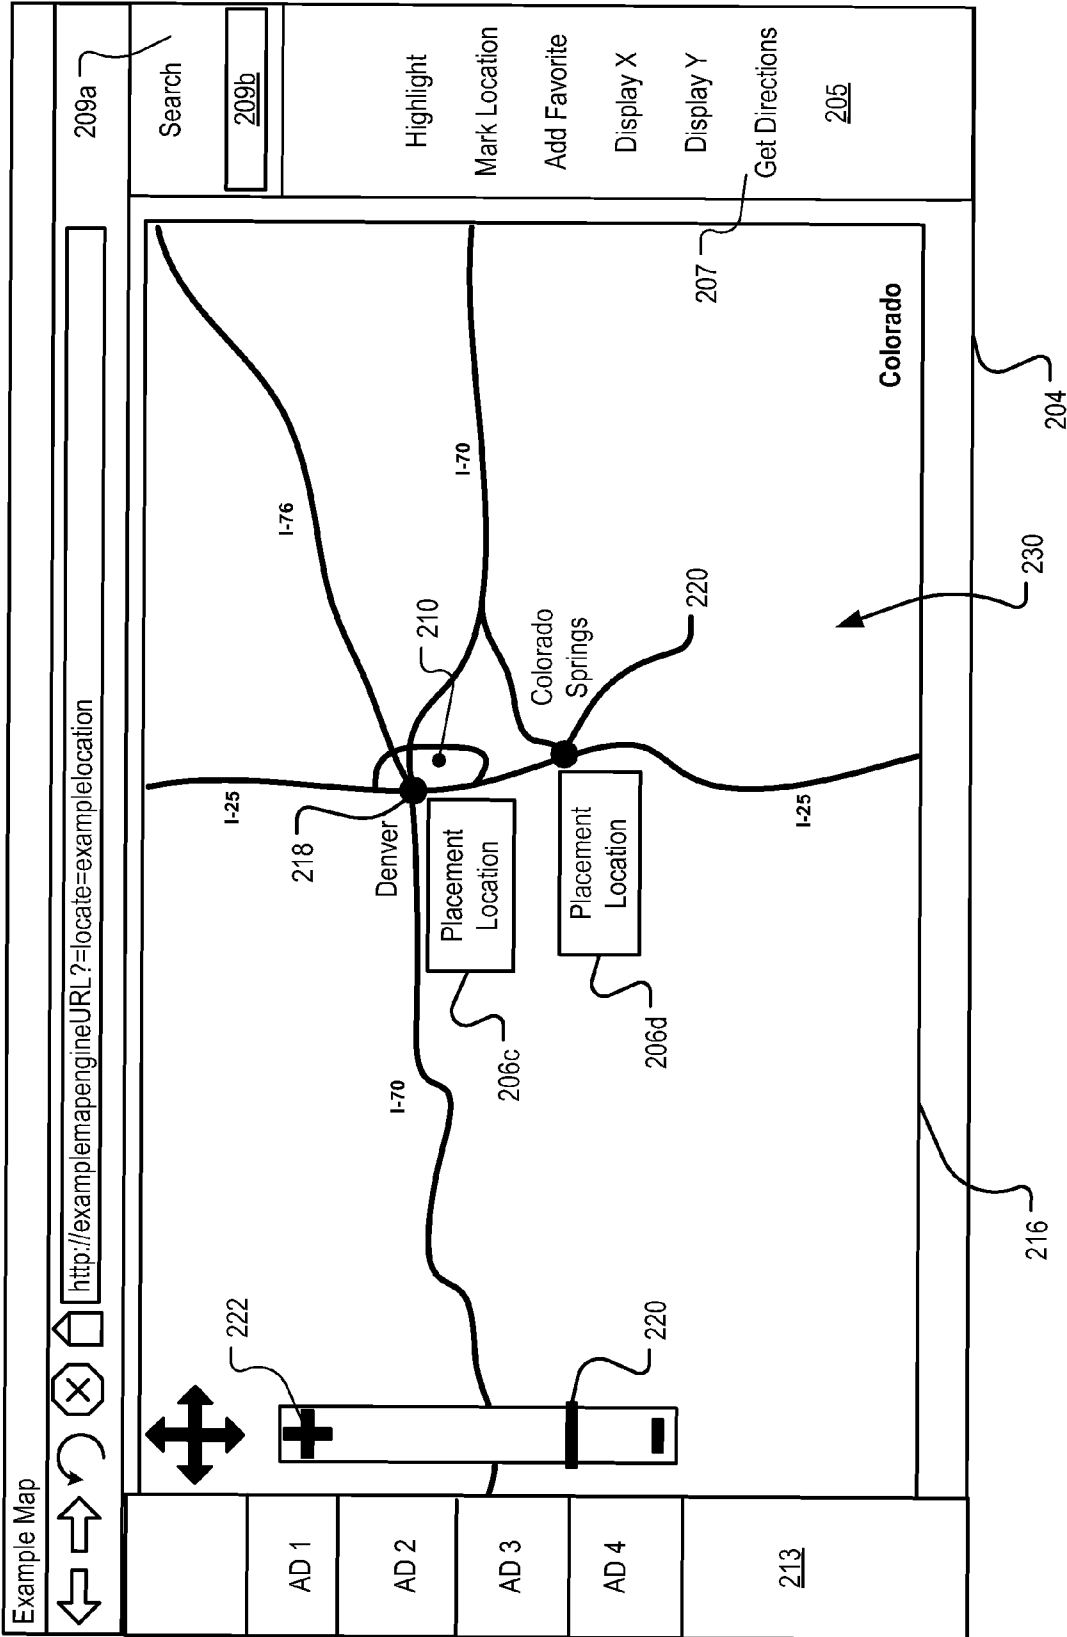 Example Map
http://examplemapengineURL?=locate=examplelocation
209a
Search
209b
Highlight
Mark Location
Add Favorite
Display X
Display Y
Get Directions
205
207
AD 1
AD 2
AD 3
AD 4
213
222
220
I-25
I-76
I-70
I-70
218
Denver
210
Placement
Location
206c
Colorado
Springs
220
Placement
Location
206d
I-25
Colorado
230
204
216